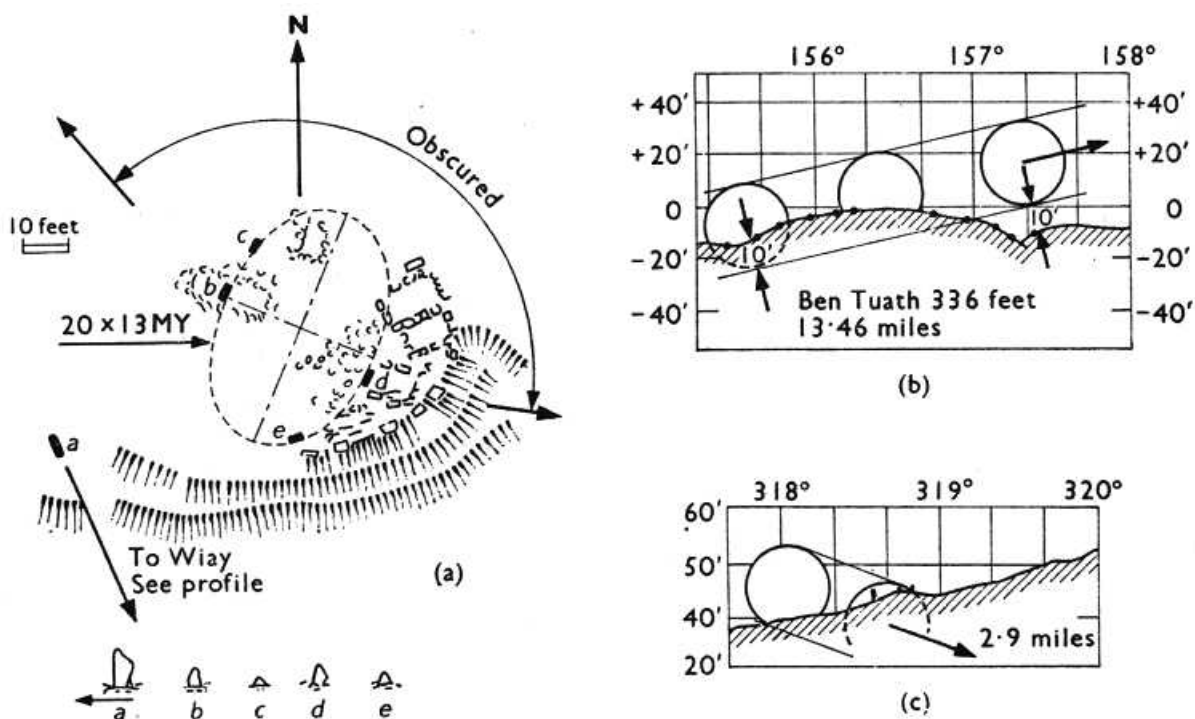 N
Obscured
10 feet
c
b
20 x 13MY
d
e
a
To Wiay
See profile
(a)
a b c d e
156° 157° 158°
+40' +40'
+20' +20'
0 0
10'
10'
-20' -20'
-40' -40'
Ben Tuath 336 feet
13·46 miles
(b)
318° 319° 320°
60'
50'
40'
20'
2·9 miles
(c)